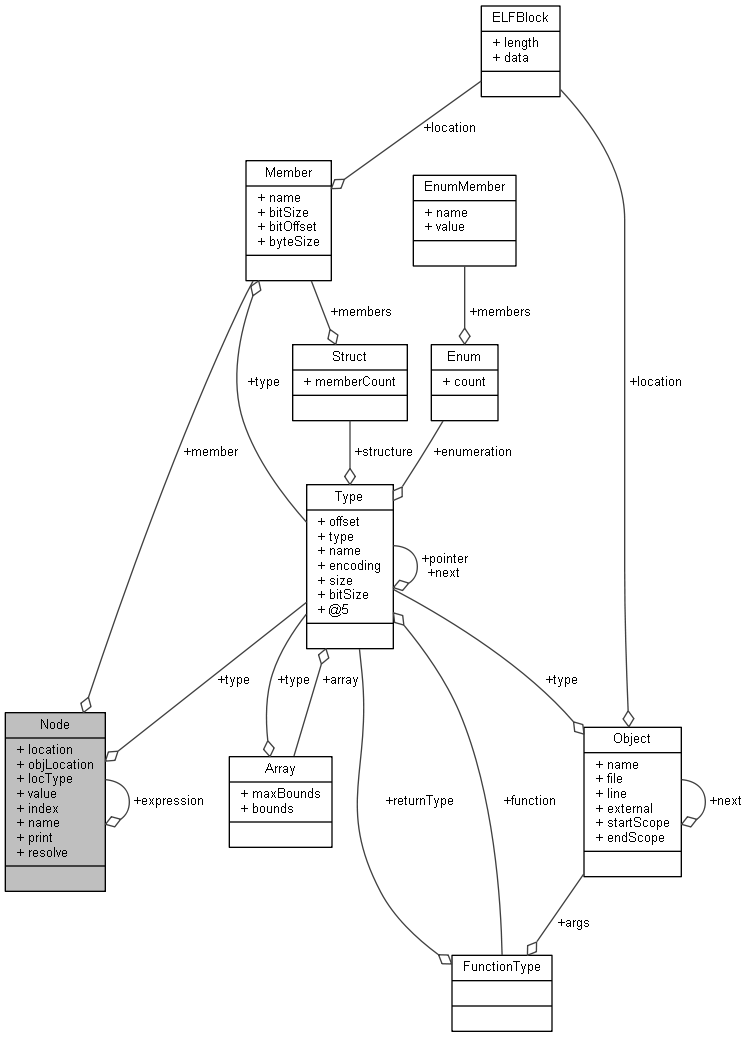 ELFBlock
+ length
+ data
+location
Member
+ name
+ bitSize
+ bitOffset
+ byteSize
EnumMember
+ name
+ value
+members
+members
Struct
+ memberCount
Enum
+ count
+type
+location
+member
+structure
+enumeration
Type
+ offset
+ type
+ name
+ encoding
+ size
+ bitSize
+ @5
+pointer
+next
+type
+type
+array
+type
Node
+ location
+ objLocation
+ locType
+ value
+ index
+ name
+ print
+ resolve
+expression
Array
+ maxBounds
+ bounds
+returnType
+function
Object
+ name
+ file
+ line
+ external
+ startScope
+ endScope
+next
+args
FunctionType